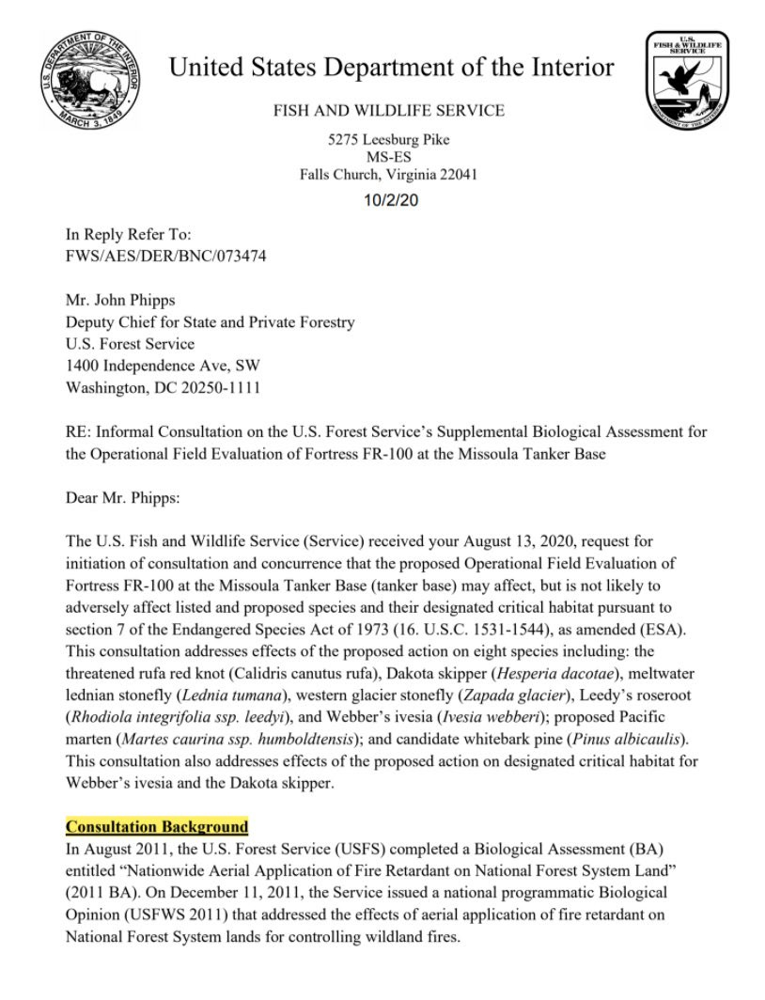 U.S. DEPARTMENT OF THE INTERIOR
MARCH 3, 1849
United States Department of the Interior
U.S.
FISH & WILDLIFE
SERVICE
DEPARTMENT OF THE INTERIOR
FISH AND WILDLIFE SERVICE
5275 Leesburg Pike
MS-ES
Falls Church, Virginia 22041
10/2/20
In Reply Refer To:
FWS/AES/DER/BNC/073474
Mr. John Phipps
Deputy Chief for State and Private Forestry
U.S. Forest Service
1400 Independence Ave, SW
Washington, DC 20250-1111
RE: Informal Consultation on the U.S. Forest Service’s Supplemental Biological Assessment for
the Operational Field Evaluation of Fortress FR-100 at the Missoula Tanker Base
Dear Mr. Phipps:
The U.S. Fish and Wildlife Service (Service) received your August 13, 2020, request for
initiation of consultation and concurrence that the proposed Operational Field Evaluation of
Fortress FR-100 at the Missoula Tanker Base (tanker base) may affect, but is not likely to
adversely affect listed and proposed species and their designated critical habitat pursuant to
section 7 of the Endangered Species Act of 1973 (16. U.S.C. 1531-1544), as amended (ESA).
This consultation addresses effects of the proposed action on eight species including: the
threatened rufa red knot (Calidris canutus rufa), Dakota skipper (Hesperia dacotae), meltwater
lednian stonefly (Lednia tumana), western glacier stonefly (Zapada glacier), Leedy’s roseroot
(Rhodiola integrifolia ssp. leedyi), and Webber’s ivesia (Ivesia webberi); proposed Pacific
marten (Martes caurina ssp. humboldtensis); and candidate whitebark pine (Pinus albicaulis).
This consultation also addresses effects of the proposed action on designated critical habitat for
Webber’s ivesia and the Dakota skipper.
Consultation Background
In August 2011, the U.S. Forest Service (USFS) completed a Biological Assessment (BA)
entitled “Nationwide Aerial Application of Fire Retardant on National Forest System Land”
(2011 BA). On December 11, 2011, the Service issued a national programmatic Biological
Opinion (USFWS 2011) that addressed the effects of aerial application of fire retardant on
National Forest System lands for controlling wildland fires.